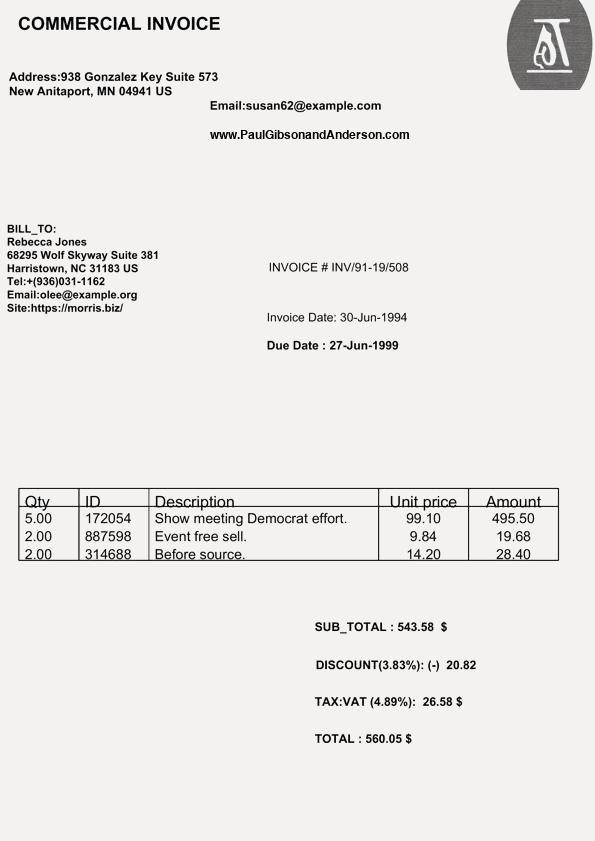 COMMERCIAL INVOICE
Address:938 Gonzalez Key Suite 573
New Anitaport, MN 04941 US
Email:susan62@example.com
www.PaulGibsonandAnderson.com
BILL_TO:
Rebecca Jones
68295 Wolf Skyway Suite 381
Harristown, NC 31183 US
Tel:+(936)031-1162
Email:olee@example.org
Site:https://morris.biz/
INVOICE # INV/91-19/508
Invoice Date: 30-Jun-1994
Due Date : 27-Jun-1999
Qty ID Description Unit price Amount
5.00 172054 Show meeting Democrat effort. 99.10 495.50
2.00 887598 Event free sell. 9.84 19.68
2.00 314688 Before source. 14.20 28.40
SUB_TOTAL : 543.58 $
DISCOUNT(3.83%): (-) 20.82
TAX:VAT (4.89%): 26.58 $
TOTAL : 560.05 $